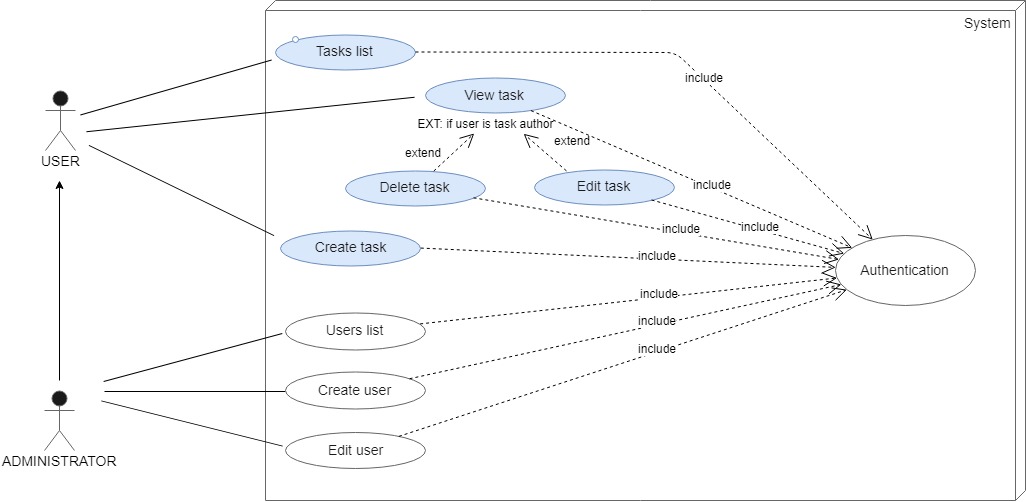 System
Tasks list
include
View task
EXT: if user is task author
USER
extend
extend
Delete task
Edit task
include
include
include
Create task
include
Authentication
include
Users list
include
include
Create user
Edit user
ADMINISTRATOR